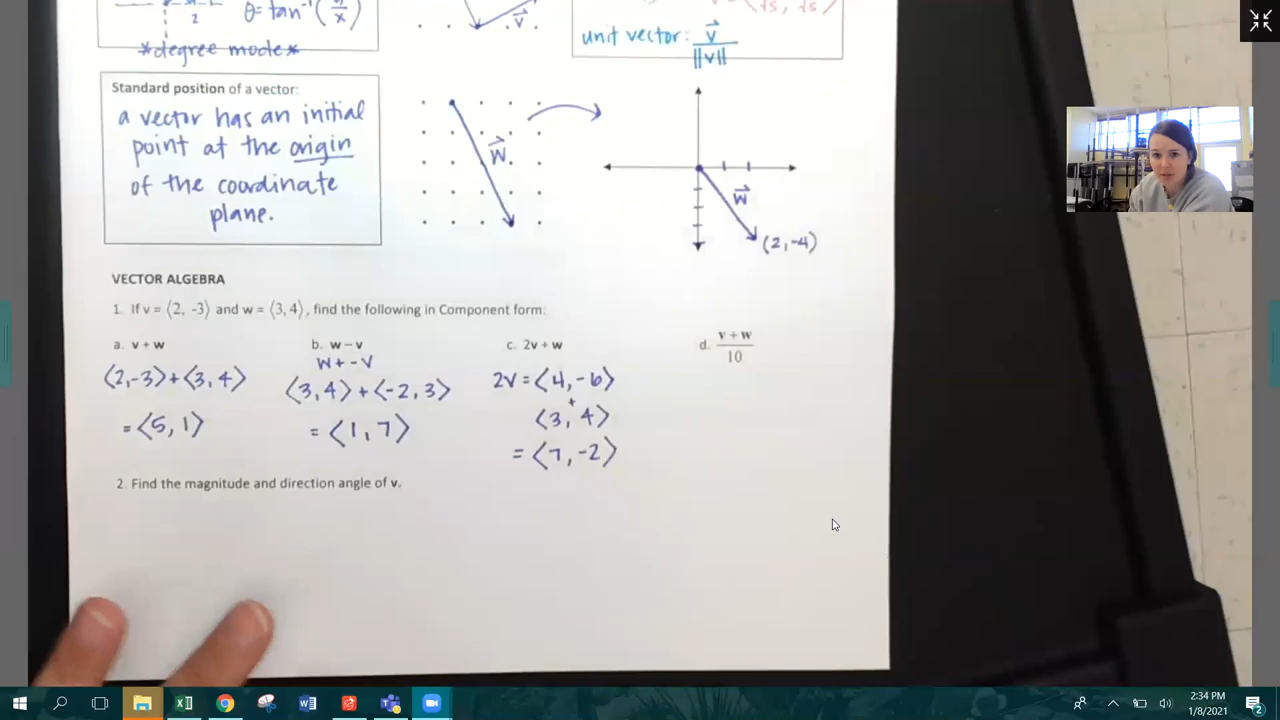 2
θ = tan⁻¹(
*degree mode*
v
unit vector: v
||v||
Standard position of a vector:
a vector has an initial
point at the origin
of the coordinate
plane.
w
w
(2,-4)
VECTOR ALGEBRA
1. If v = ⟨2, -3⟩ and w = ⟨3, 4⟩, find the following in Component form:
a. v + w
b. w – v
c. 2v + w
d. v + w
10
w + -v
⟨2,-3⟩+⟨3,4⟩
⟨3,4⟩+⟨-2,3⟩
2v = ⟨4,-6⟩
+
⟨3,4⟩
= ⟨5,1⟩
= ⟨1,7⟩
= ⟨7,-2⟩
2. Find the magnitude and direction angle of v.
2:34 PM
1/8/2021
2